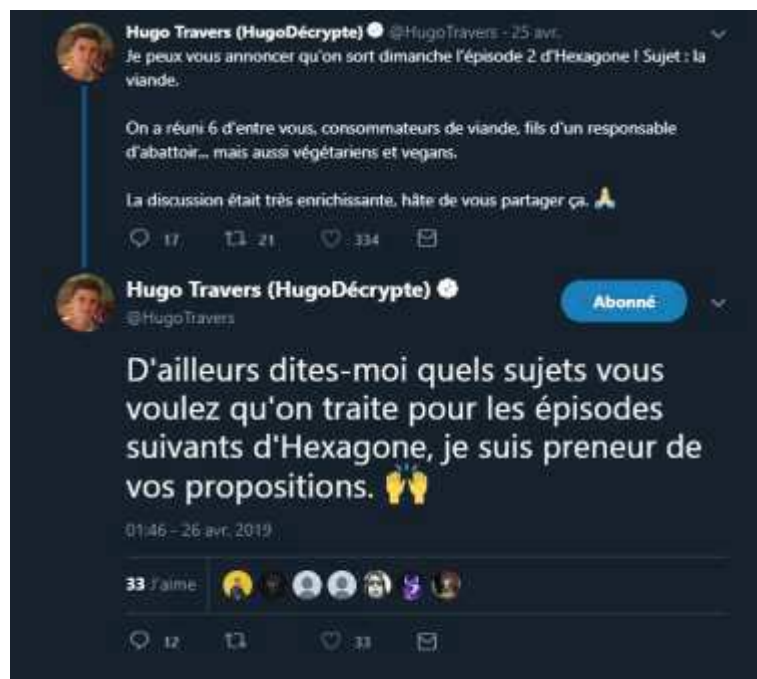 Hugo Travers (HugoDécrypte) @HugoTravers · 25 avr.
Je peux vous annoncer qu'on sort dimanche l'épisode 2 d'Hexagone ! Sujet : la
viande.
On a réuni 6 d'entre vous, consommateurs de viande, fils d'un responsable
d'abattoir... mais aussi végétariens et vegans.
La discussion était très enrichissante, hâte de vous partager ça. 🙏
17 21 334
Hugo Travers (HugoDécrypte)
@HugoTravers
Abonné
D'ailleurs dites-moi quels sujets vous
voulez qu'on traite pour les épisodes
suivants d'Hexagone, je suis preneur de
vos propositions. 🙌
01:46 - 26 avr. 2019
33 J'aime
12 33